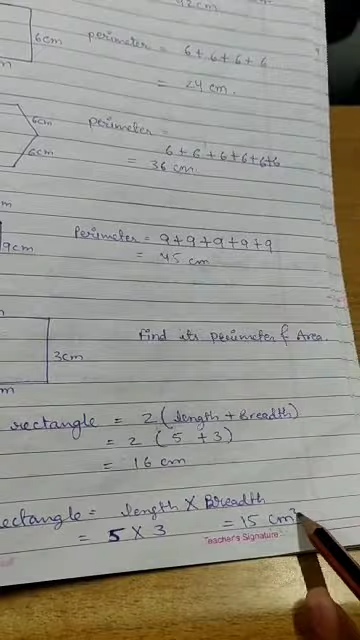 42cm
6cm
perimeter = 6+6+6+6
= 24 cm.
6cm
perimeter =
6cm
6+6+6+6+6+6
= 36 cm
m
9cm
Perimeter = 9+9+9+9+9
= 45 cm
Find its perimeter & Area.
3cm
m
rectangle = 2 (length + Breadth)
= 2 (5 + 3)
= 16 cm
rectangle = length X Breadth
= 5 X 3 = 15 cm²
Teacher's Signature